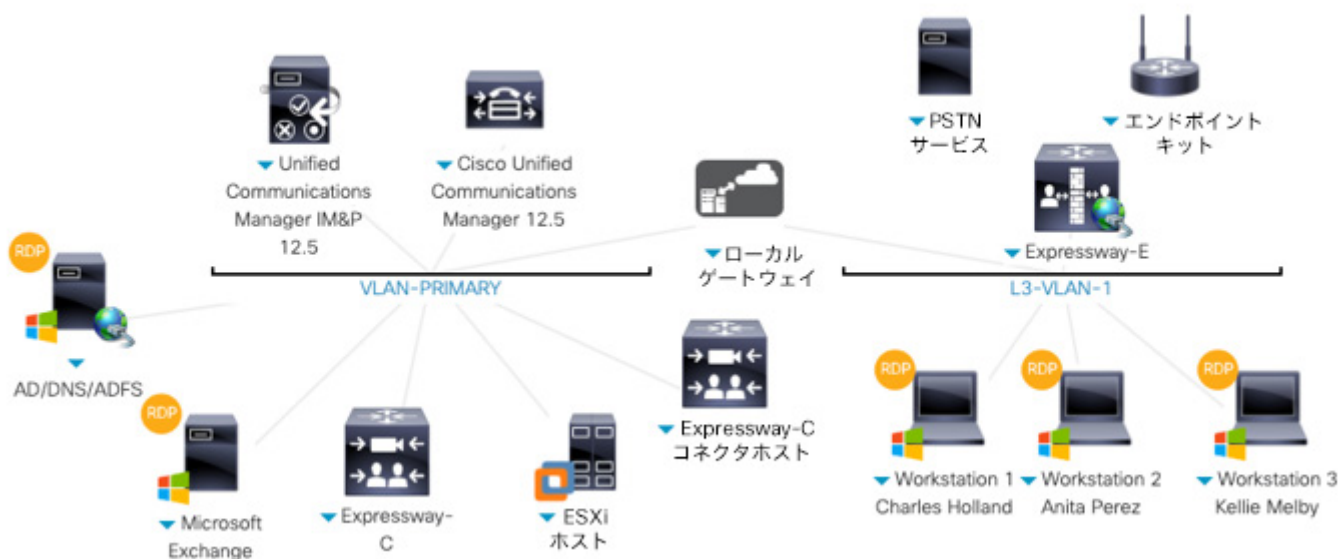 PSTN
サービス
エンドポイント
キット
Unified
Communications
Manager IM&P
12.5
Cisco Unified
Communications
Manager 12.5
ローカル
ゲートウェイ
Expressway-E
RDP
AD/DNS/ADFS
VLAN-PRIMARY
L3-VLAN-1
RDP
Microsoft
Exchange
Expressway-
C
ESXi
ホスト
Expressway-C
コネクタホスト
RDP
Workstation 1
Charles Holland
RDP
Workstation 2
Anita Perez
RDP
Workstation 3
Kellie Melby